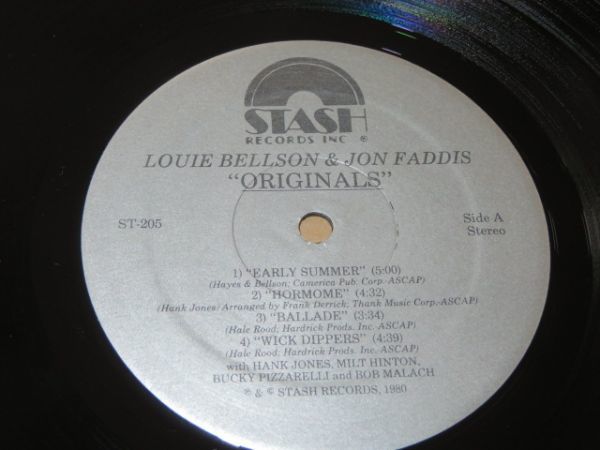 STASH
RECORDS INC ®
LOUIE BELLSON & JON FADDIS
"ORIGINALS"
ST-205
Side A
Stereo
1) "EARLY SUMMER" (5:00)
(Hayes & Bellson; Camerica Pub. Corp.-ASCAP)
2) "HORMOME" (4:32)
(Hank Jones/Arranged by Frank Derrick; Thank Music Corp.-ASCAP)
3) "BALLADE" (3:34)
(Hale Rood; Hardrick Prods. Inc. ASCAP)
4) "WICK DIPPERS" (4:39)
(Hale Rood; Hardrick Prods. Inc. ASCAP)
with HANK JONES, MILT HINTON,
BUCKY PIZZARELLI and BOB MALACH
℗ & © STASH RECORDS, 1980